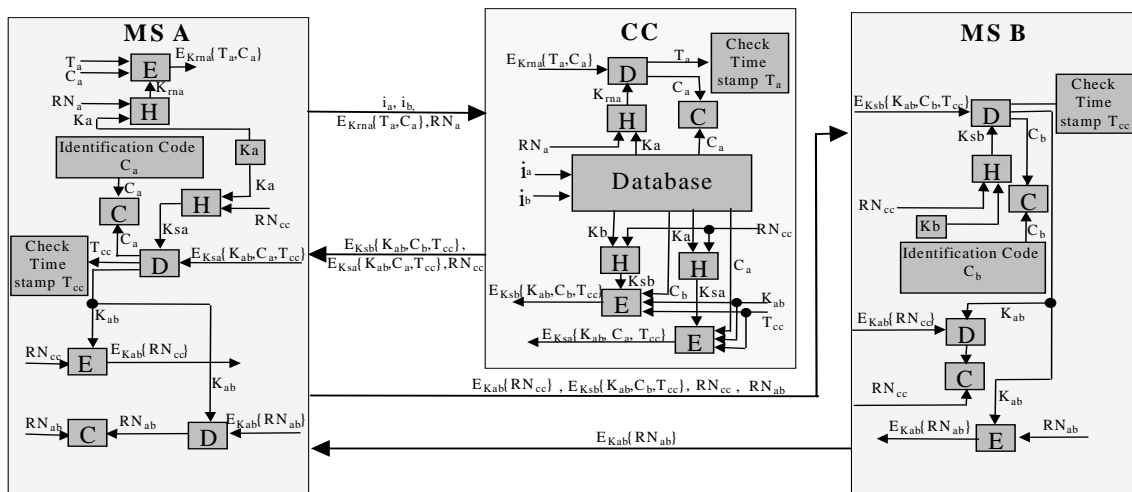 MS A
T_a
C_a
E
E_Krna{T_a,C_a}
K_rna
RN_a
Ka
H
Identification Code
C_a
Ka
C_a
Ka
C
H
RN_cc
C_a
Ksa
Check
Time
stamp T_cc
T_cc
D
E_Ksa{K_ab,C_a,T_cc}
K_ab
RN_cc
E
E_Kab{RN_cc}
K_ab
RN_ab
C
RN_ab
D
E_Kab{RN_ab}
i_a, i_b,
E_Krna{T_a,C_a},RN_a
E_Ksb{K_ab,C_b,T_cc},
E_Ksa{K_ab,C_a,T_cc},RN_cc
E_Kab{RN_cc} , E_Ksb{K_ab,C_b,T_cc}, RN_cc , RN_ab
E_Kab{RN_ab}
CC
E_Krna{T_a,C_a}
D
T_a
Check
Time
stamp T_a
K_rna
C_a
H
C
RN_a
Ka
C_a
i_a
i_b
Database
Kb
Ka
RN_cc
H
H
C_a
Ksb
E_Ksb{K_ab,C_b,T_cc}
E
C_b
Ksa
K_ab
T_cc
E_Ksa{K_ab, C_a, T_cc}
E
MS B
E_Ksb{K_ab,C_b,T_cc}
D
Check
Time
stamp T_cc
Ksb
C_b
H
C
RN_cc
Kb
C_b
Identification Code
C_b
E_Kab{RN_cc}
K_ab
D
C
RN_cc
K_ab
E_Kab{RN_ab}
E
RN_ab